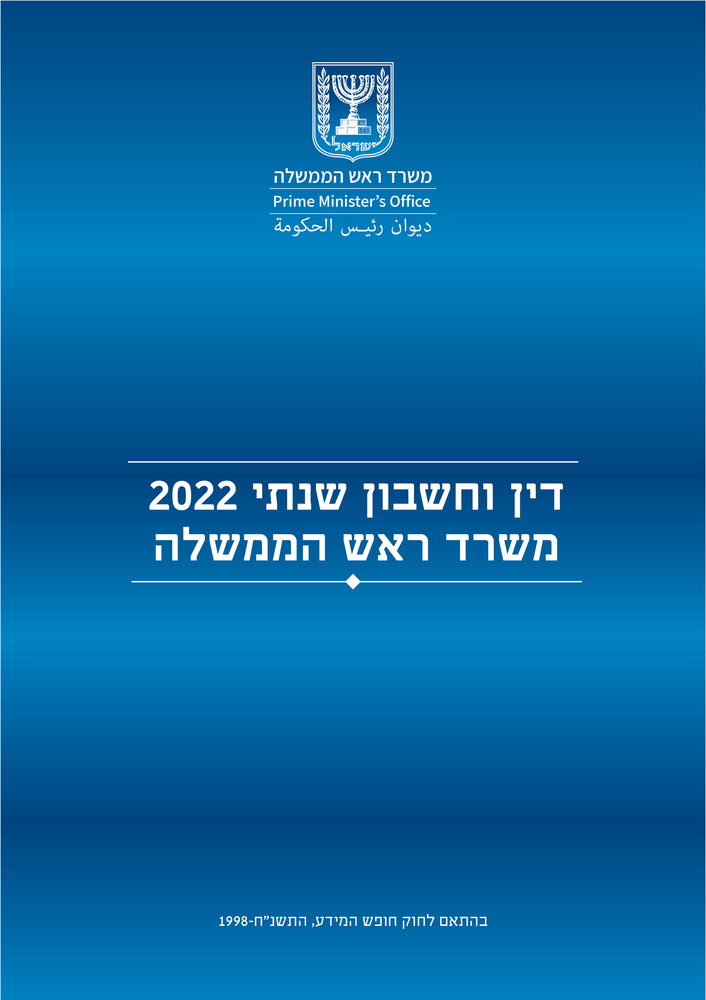 ישראל
משרד ראש הממשלה
Prime Minister’s Office
ديوان رئيس الحكومة
דין וחשבון שנתי 2022
משרד ראש הממשלה
בהתאם לחוק חופש המידע, התשנ”ח-1998